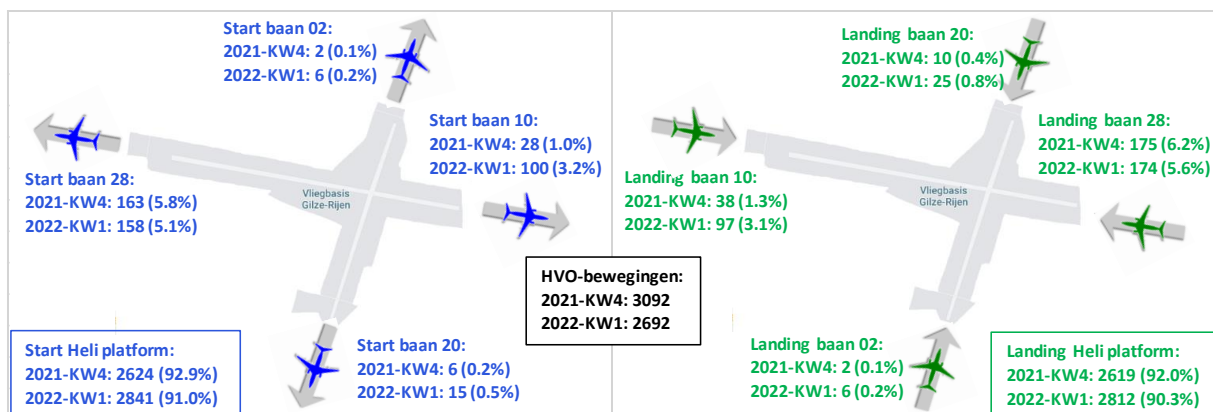 Start baan 02:
2021-KW4: 2 (0.1%)
2022-KW1: 6 (0.2%)
Start baan 10:
2021-KW4: 28 (1.0%)
2022-KW1: 100 (3.2%)
Start baan 28:
2021-KW4: 163 (5.8%)
2022-KW1: 158 (5.1%)
Vliegbasis
Gilze-Rijen
Start baan 20:
2021-KW4: 6 (0.2%)
2022-KW1: 15 (0.5%)
Start Heli platform:
2021-KW4: 2624 (92.9%)
2022-KW1: 2841 (91.0%)
HVO-bewegingen:
2021-KW4: 3092
2022-KW1: 2692
Landing baan 20:
2021-KW4: 10 (0.4%)
2022-KW1: 25 (0.8%)
Landing baan 28:
2021-KW4: 175 (6.2%)
2022-KW1: 174 (5.6%)
Landing baan 10:
2021-KW4: 38 (1.3%)
2022-KW1: 97 (3.1%)
Vliegbasis
Gilze-Rijen
Landing baan 02:
2021-KW4: 2 (0.1%)
2022-KW1: 6 (0.2%)
Landing Heli platform:
2021-KW4: 2619 (92.0%)
2022-KW1: 2812 (90.3%)